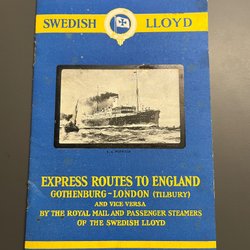 SWEDISH LLOYD
EXPRESS ROUTES TO ENGLAND
GOTHENBURG - LONDON (TILBURY)
AND VICE VERSA
BY THE ROYAL MAIL AND PASSENGER STEAMERS
OF THE SWEDISH LLOYD